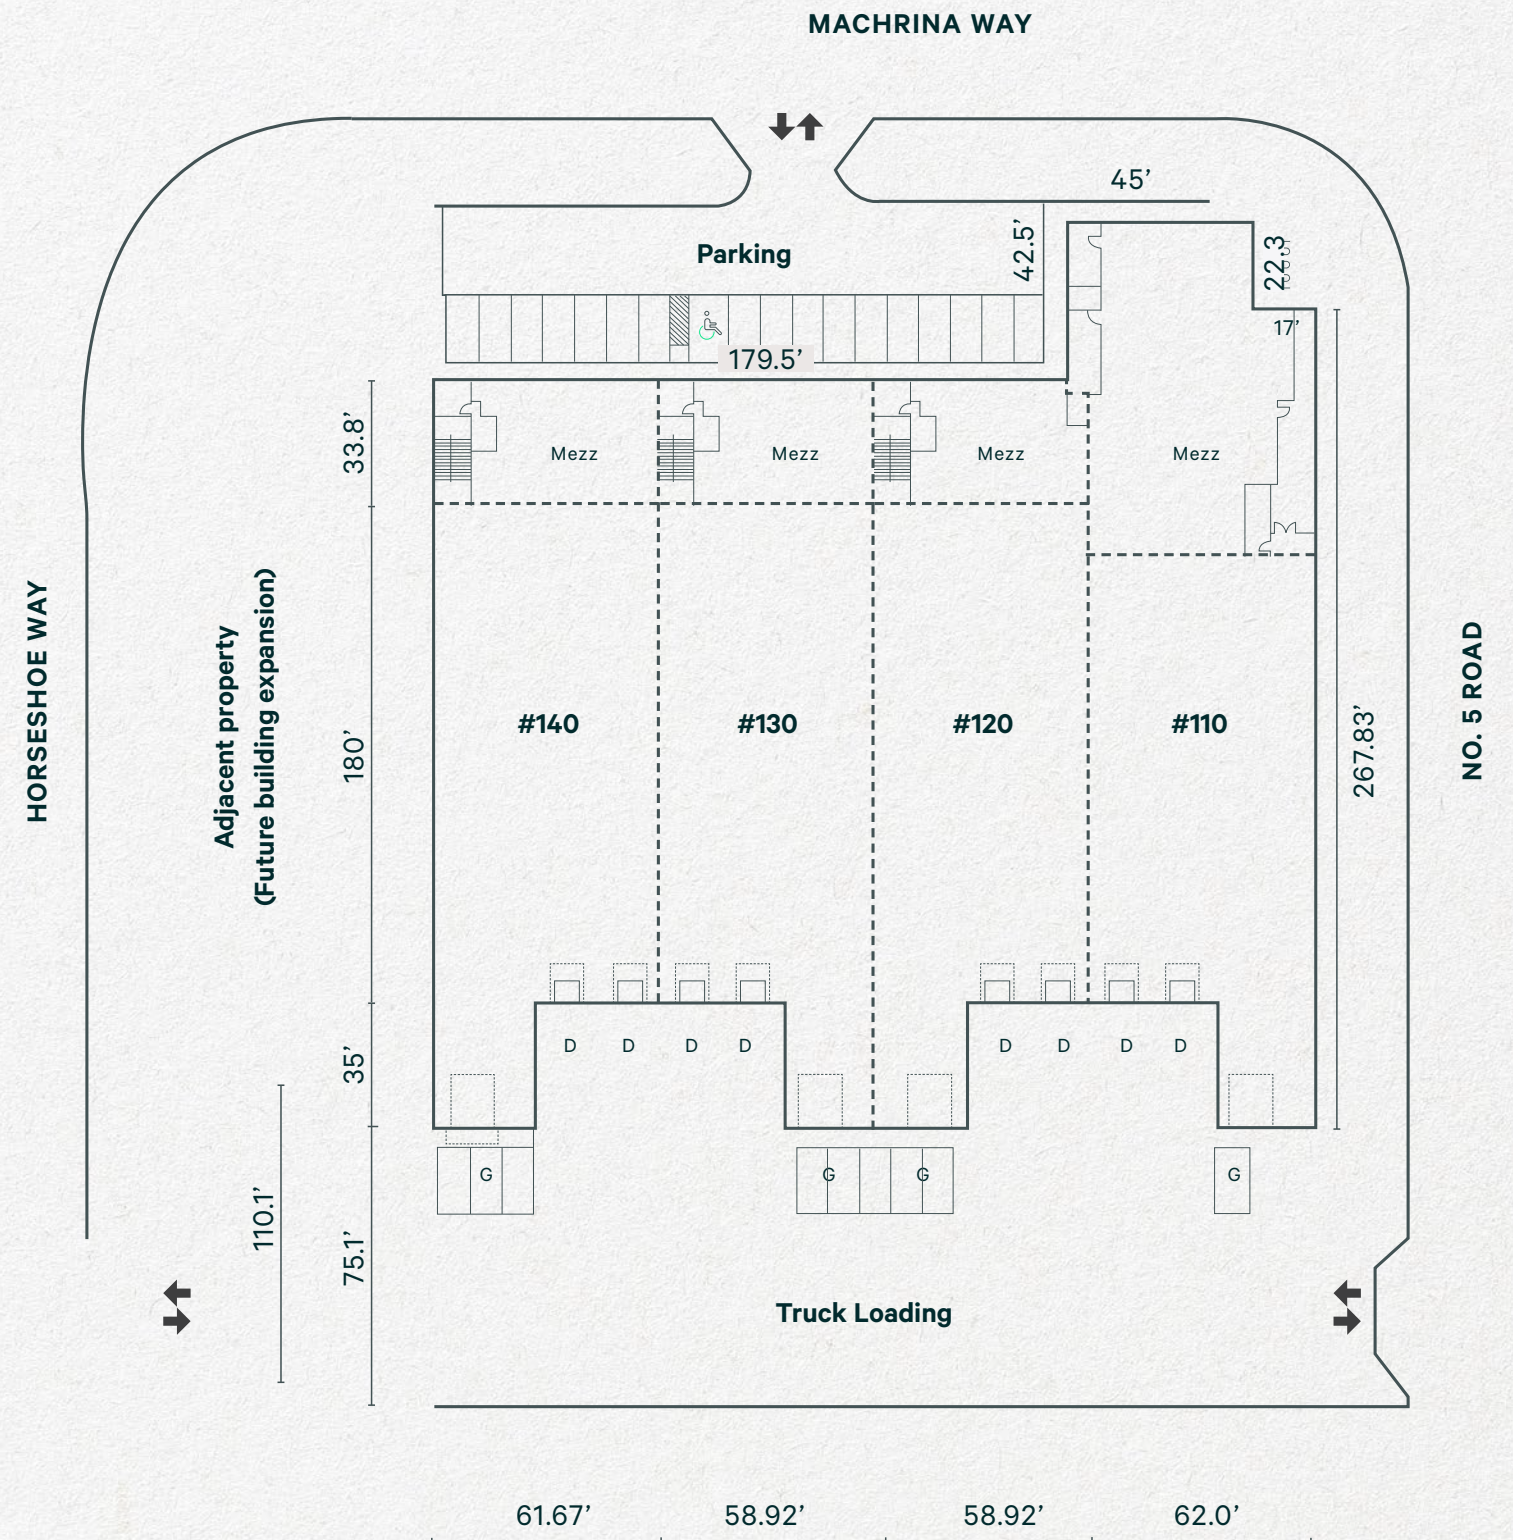 MACHRINA WAY
45’
Parking
42.5’
22.3
17’
179.5’
33.8’
Mezz
Mezz
Mezz
Mezz
HORSESHOE WAY
Adjacent property
(Future building expansion)
180’
#140
#130
#120
#110
267.83’
NO. 5 ROAD
35’
D
D
D
D
D
D
D
D
110.1’
75.1’
G
G
G
G
Truck Loading
61.67’
58.92’
58.92’
62.0’